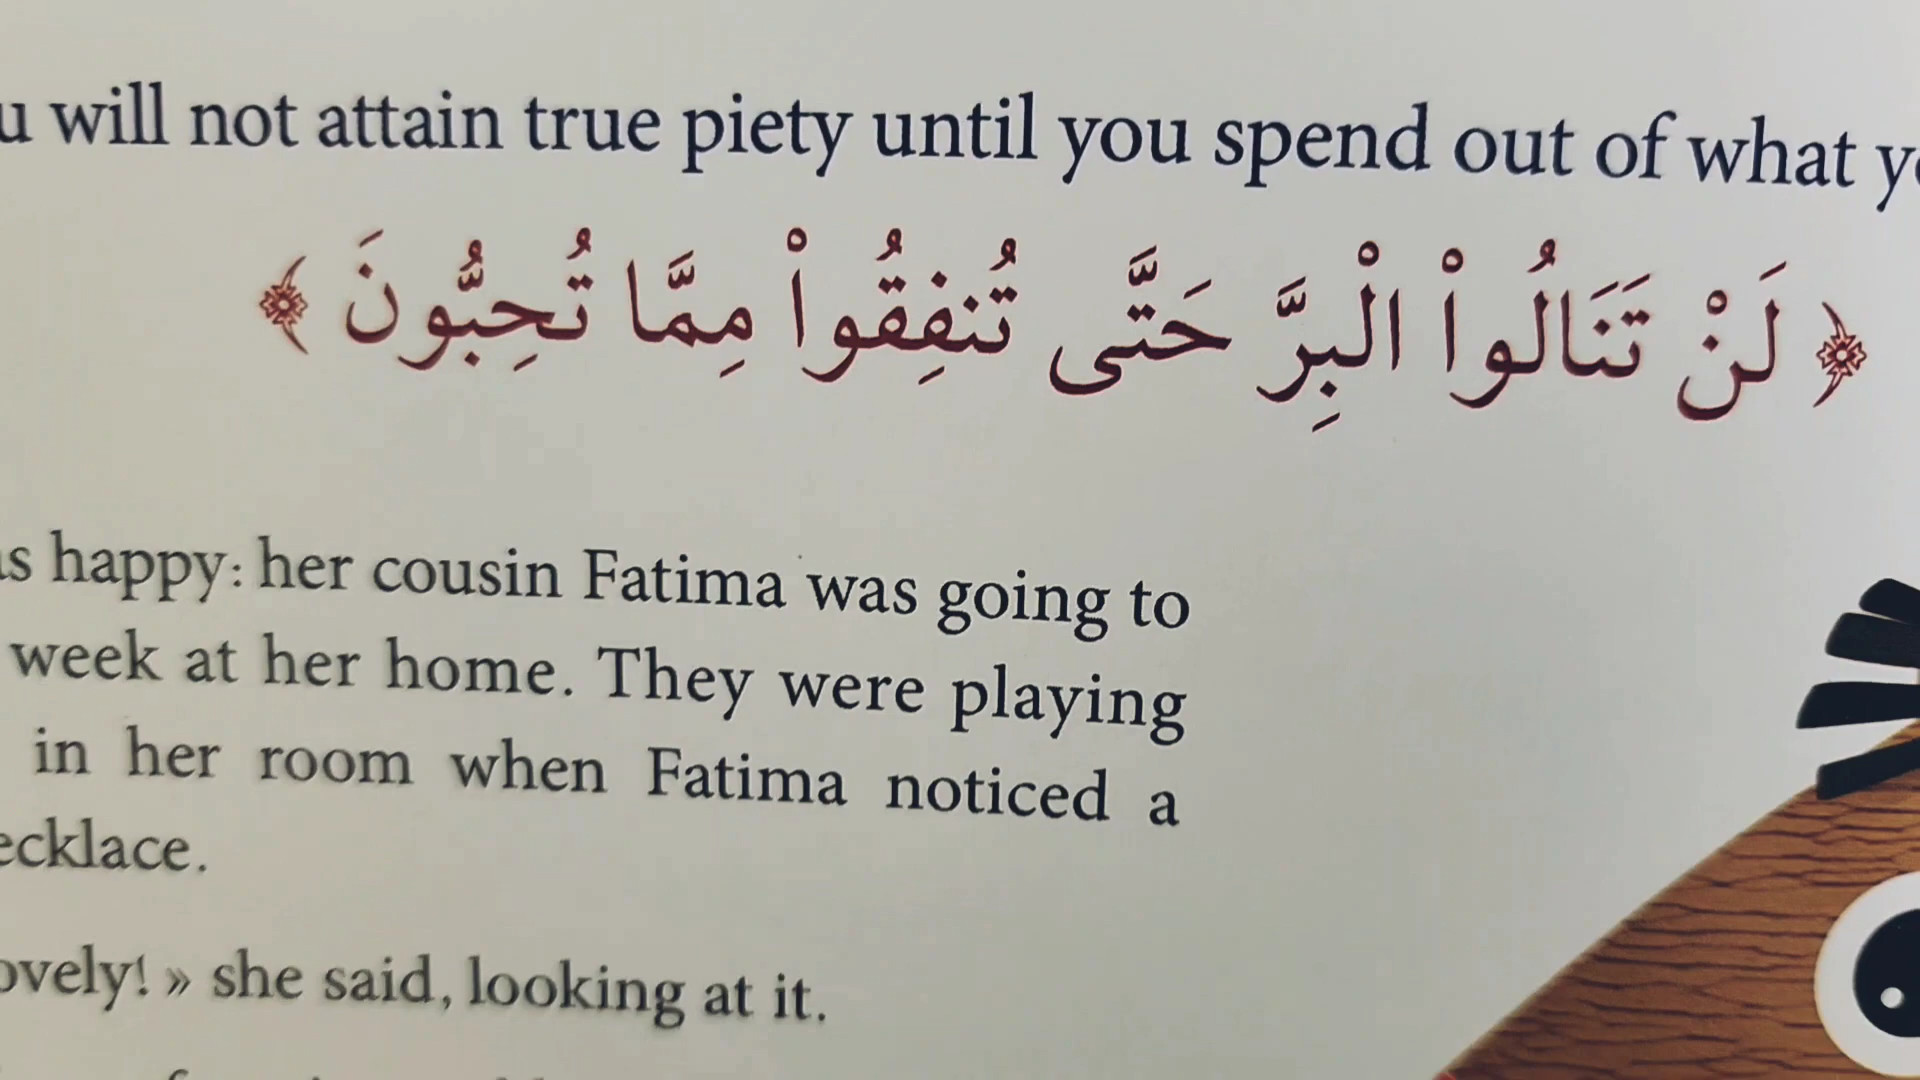 will not attain true piety until you spend out of what
﴿ لَنْ تَنَالُواْ الْبِرَّ حَتَّى تُنفِقُواْ مِمَّا تُحِبُّونَ ﴾
happy: her cousin Fatima was going to
week at her home. They were playing
in her room when Fatima noticed a
ecklace.
ovely! » she said, looking at it.